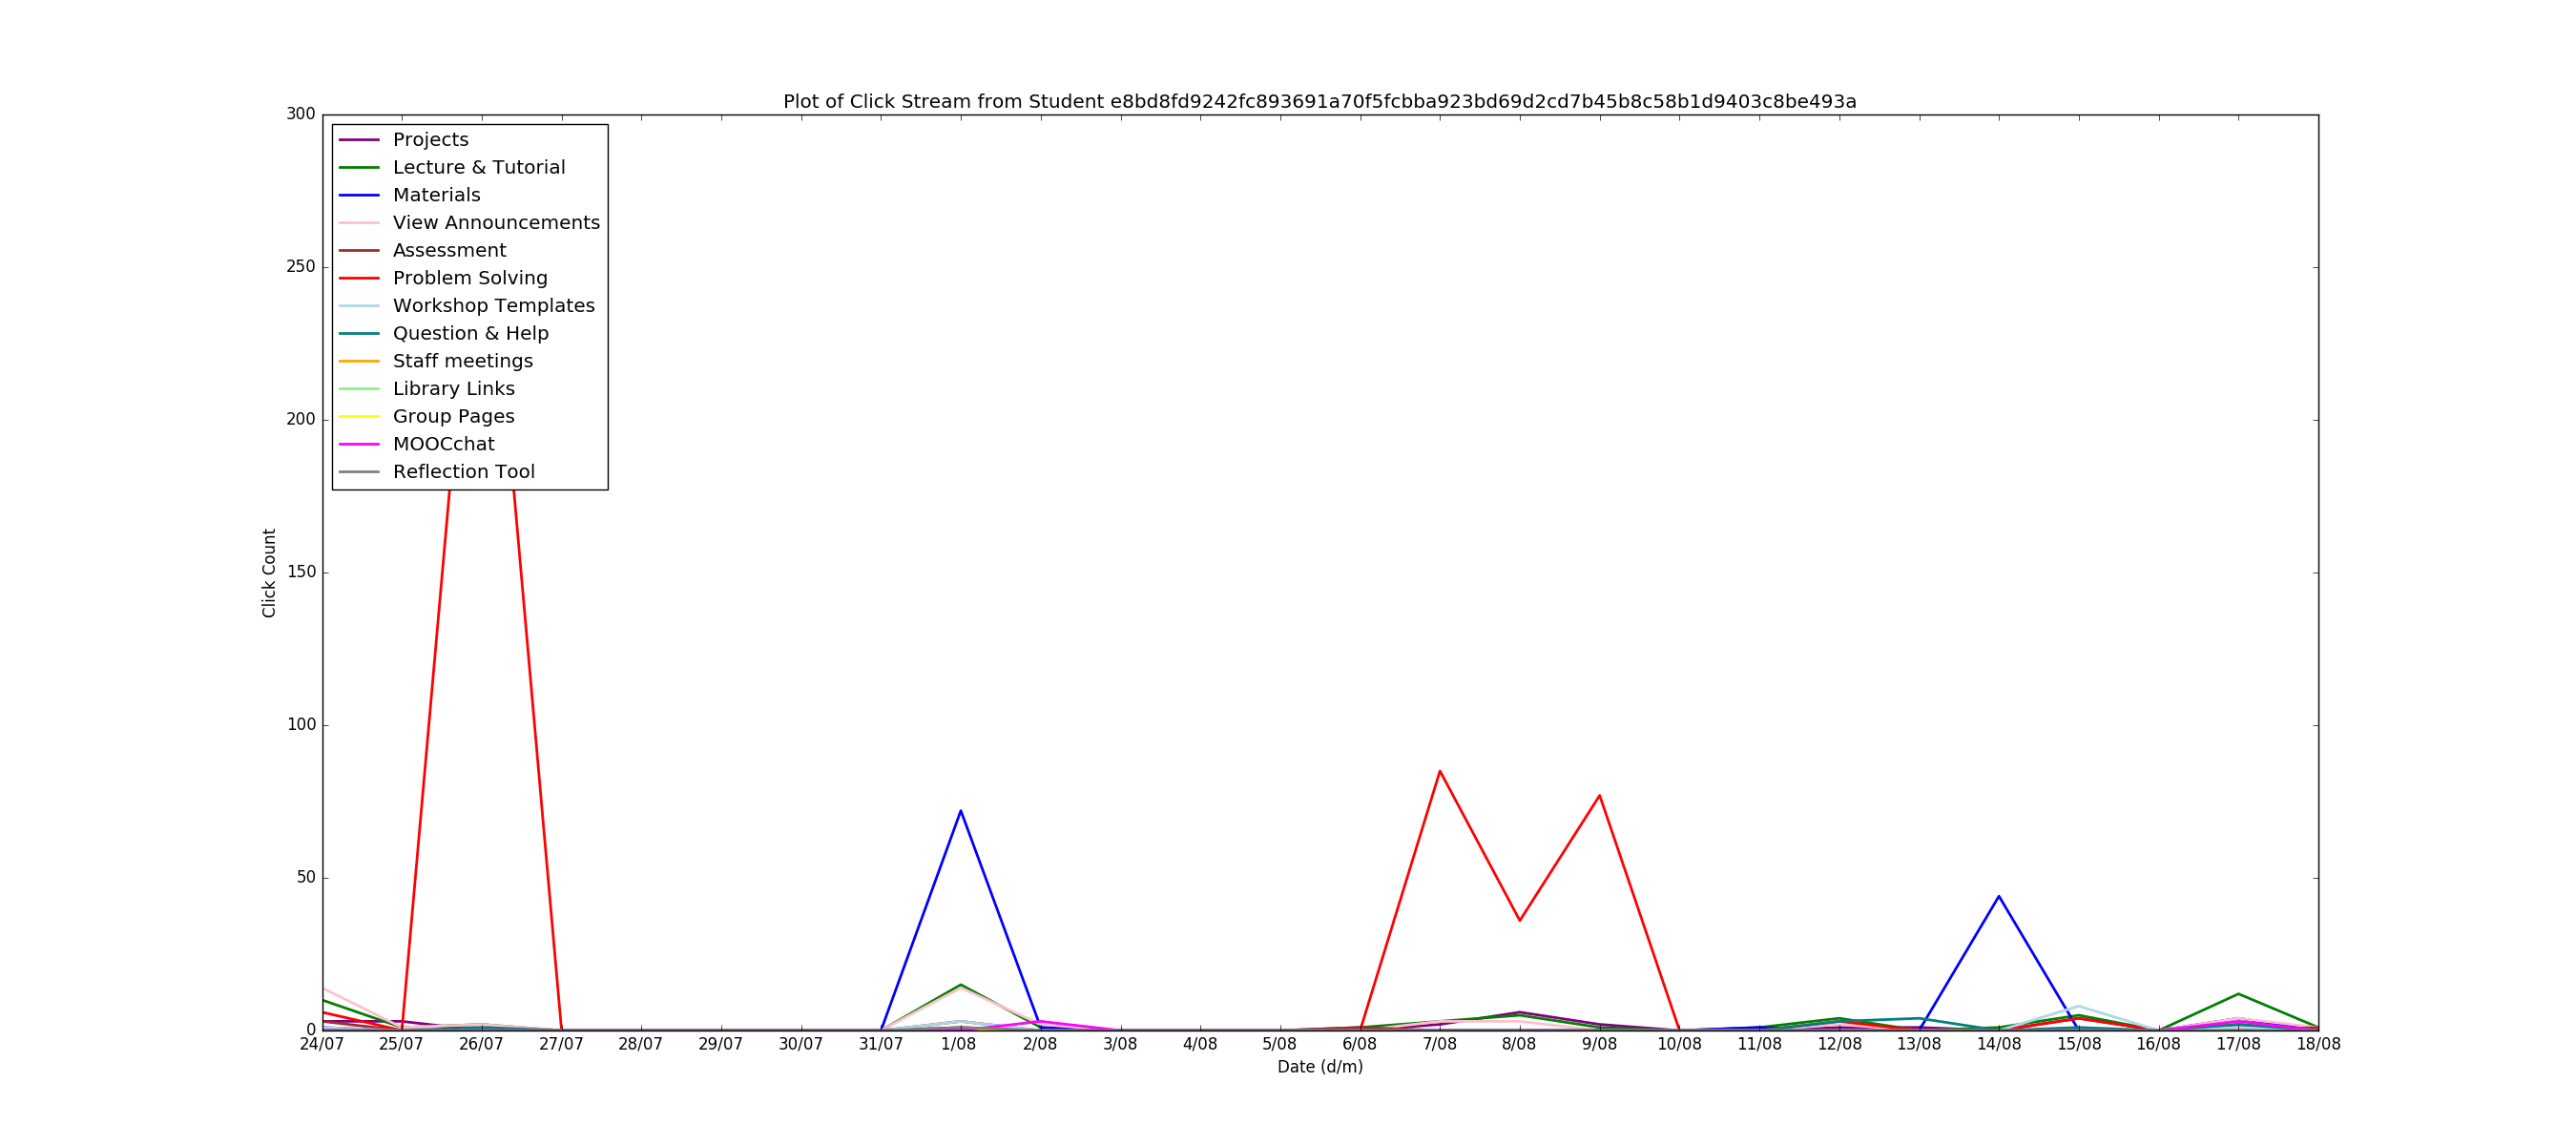 Plot of Click Stream from Student e8bd8fd9242fc893691a70f5fcbba923bd69d2cd7b45b8c58b1d9403c8be493a
300
250
200
150
100
50
0
Click Count
Projects
Lecture & Tutorial
Materials
View Announcements
Assessment
Problem Solving
Workshop Templates
Question & Help
Staff meetings
Library Links
Group Pages
MOOCchat
Reflection Tool
24/07 25/07 26/07 27/07 28/07 29/07 30/07 31/07 1/08 2/08 3/08 4/08 5/08 6/08 7/08 8/08 9/08 10/08 11/08 12/08 13/08 14/08 15/08 16/08 17/08 18/08
Date (d/m)